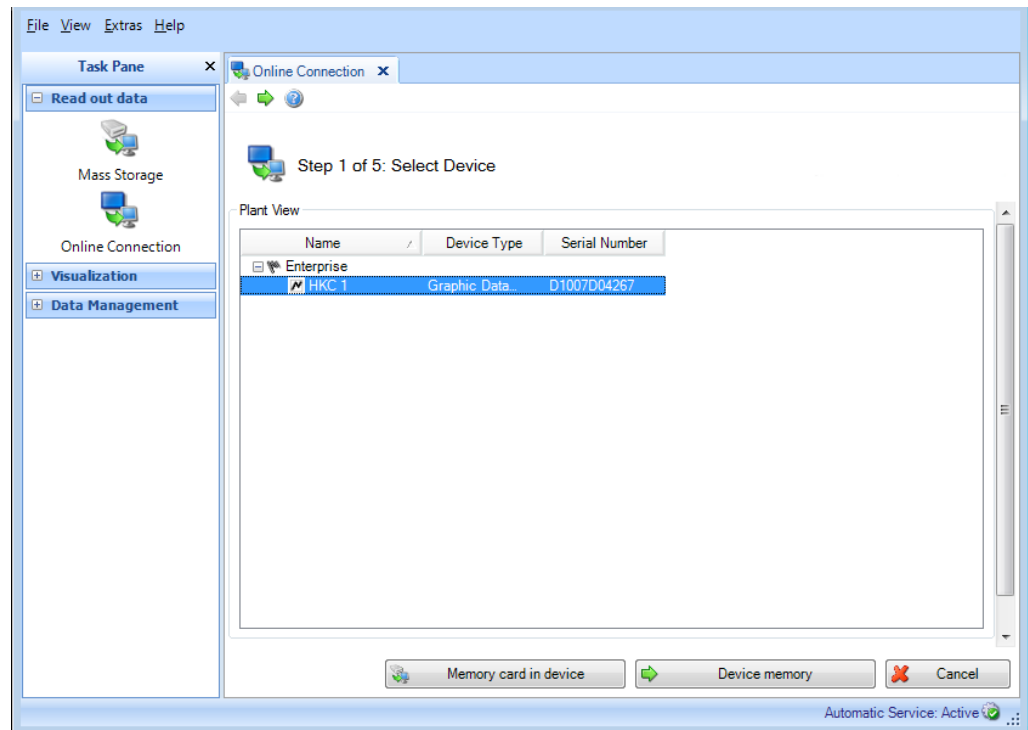 File View Extras Help
Task Pane
Online Connection
Read out data
Mass Storage
Online Connection
Visualization
Data Management
Step 1 of 5: Select Device
Plant View
Name Device Type Serial Number
Enterprise
HKC 1 Graphic Data... D1007D04267
Memory card in device Device memory Cancel
Automatic Service: Active